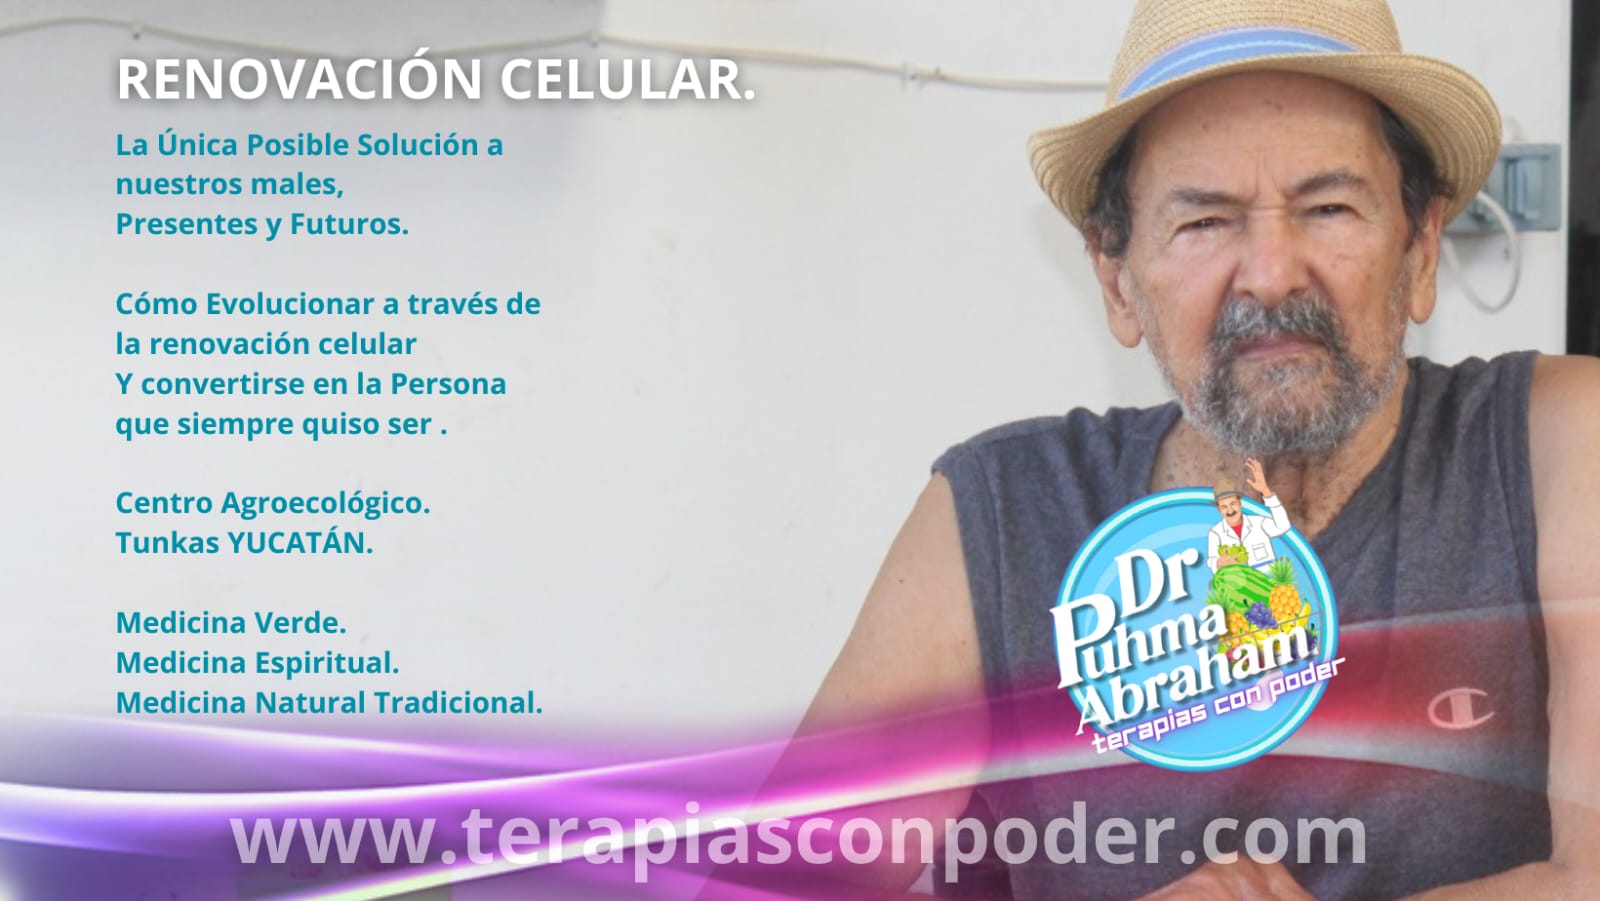 RENOVACIÓN CELULAR.
La Única Posible Solución a
nuestros males,
Presentes y Futuros.
Cómo Evolucionar a través de
la renovación celular
Y convertirse en la Persona
que siempre quiso ser .
Centro Agroecológico.
Tunkas YUCATÁN.
Medicina Verde.
Medicina Espiritual.
Medicina Natural Tradicional.
Dr
Puhma
Abraham
terapias con poder
www.terapiasconpoder.com